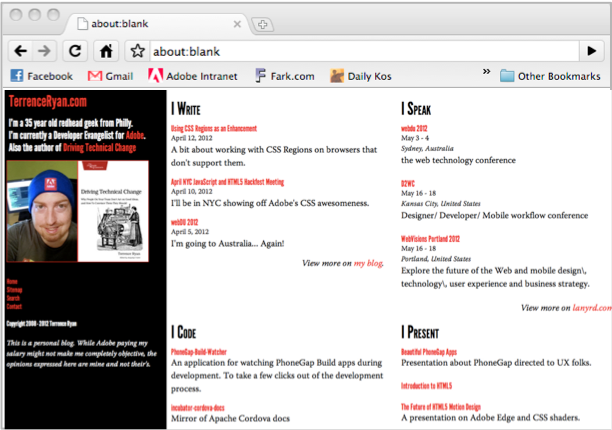 about:blank
about:blank
Facebook
Gmail
Adobe Intranet
Fark.com
Daily Kos
»
Other Bookmarks
TerrenceRyan.com
I'm a 35 year old redhead geek from Philly.
I'm currently a Developer Evangelist for Adobe.
Also the author of Driving Technical Change
Driving Technical Change
Terrence Ryan
Home
Sitemap
Search
Contact
Copyright 2000 - 2012 Terrence Ryan
This is a personal blog. While Adobe paying my
salary might not make me completely objective, the
opinions expressed here are mine and not their's.
I Write
Using CSS Regions as an Enhancement
April 12, 2012
A bit about working with CSS Regions on browsers that
don't support them.
April NYC JavaScript and HTML5 Hackfest Meeting
April 10, 2012
I'll be in NYC showing off Adobe's CSS awesomeness.
webDU 2012
April 5, 2012
I'm going to Australia... Again!
View more on my blog.
I Speak
webdu 2012
May 3 - 4
Sydney, Australia
the web technology conference
D2WC
May 16 - 18
Kansas City, United States
Designer/ Developer/ Mobile workflow conference
WebVisions Portland 2012
May 16 - 18
Portland, United States
Explore the future of the Web and mobile design\,
technology\, user experience and business strategy.
View more on lanyrd.com
I Code
PhoneGap-Build-Watcher
An application for watching PhoneGap Build apps during
development. To take a few clicks out of the development
process.
incubator-cordova-docs
Mirror of Apache Cordova docs
I Present
Beautiful PhoneGap Apps
Presentation about PhoneGap directed to UX folks.
Introduction to HTML5
The Future of HTML5 Motion Design
A presentation on Adobe Edge and CSS shaders.